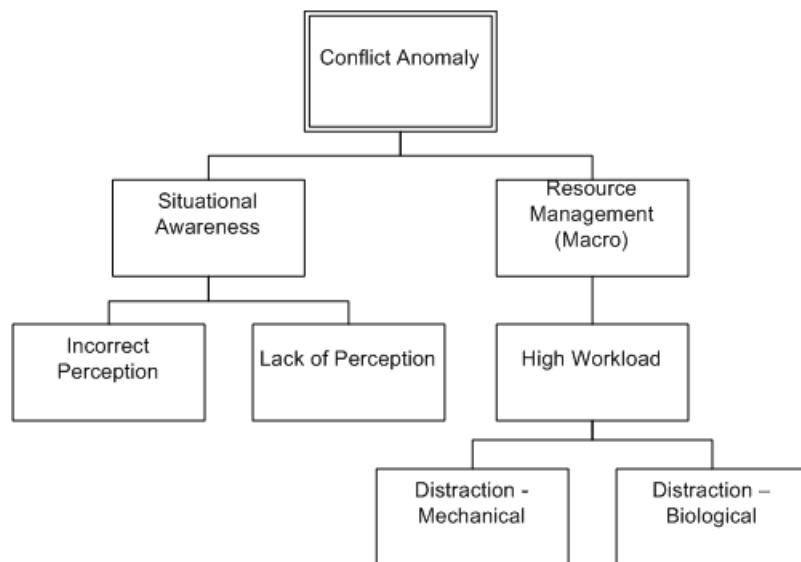 Conflict Anomaly
Situational
Awareness
Resource
Management
(Macro)
Incorrect
Perception
Lack of Perception
High Workload
Distraction -
Mechanical
Distraction –
Biological